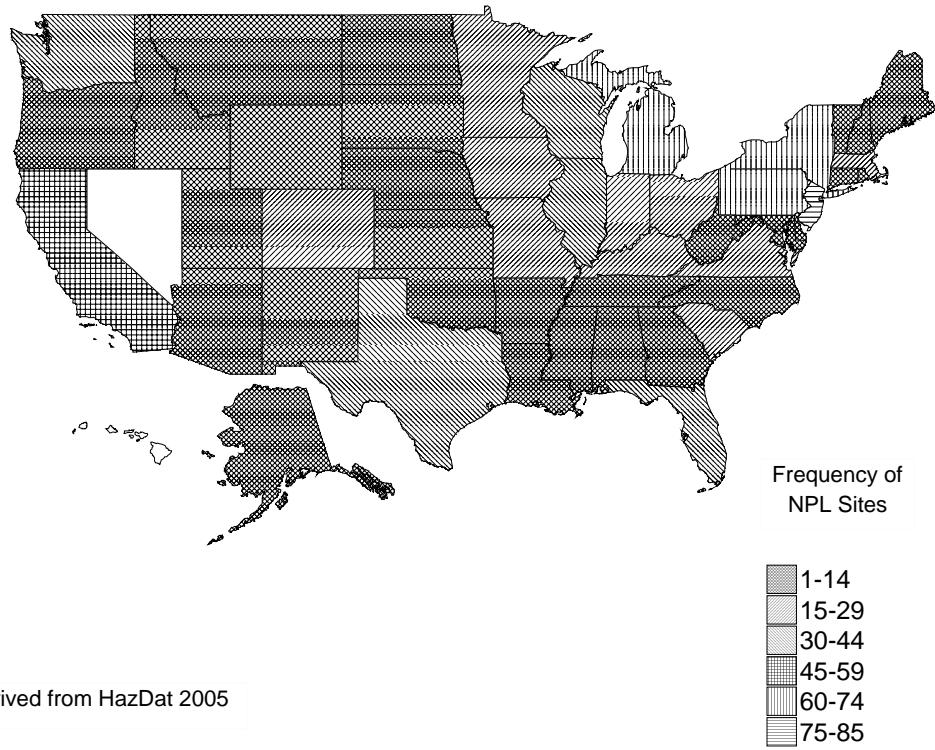 Frequency of
NPL Sites
1-14
15-29
30-44
45-59
60-74
75-85
rived from HazDat 2005